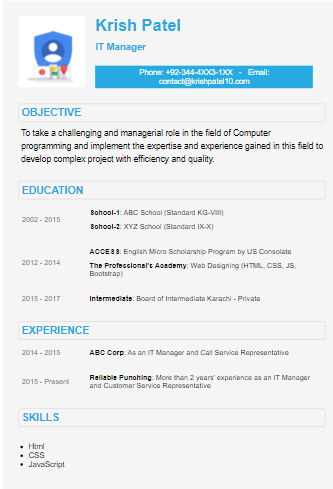 Krish Patel
IT Manager
Phone: +92-344-4XX3-1XX - Email:
contact@krishpatel10.com
OBJECTIVE
To take a challenging and managerial role in the field of Computer
programming and implement the expertise and experience gained in this field to
develop complex project with efficiency and quality.
EDUCATION
2002 - 2015
School-1: ABC School (Standard KG-VIII)
School-2: XYZ School (Standard IX-X)
2012 - 2014
ACCESS: English Micro Scholarship Program by US Consolate
The Professional's Academy: Web Designing (HTML, CSS, JS,
Bootstrap)
2015 - 2017
Intermediate: Board of Intermediate Karachi - Private
EXPERIENCE
2014 - 2015
ABC Corp: As an IT Manager and Call Service Representative
2015 - Present
Reliable Punohing: More than 2 years' experience as an IT Manager
and Customer Service Representative
SKILLS
Html
CSS
JavaScript